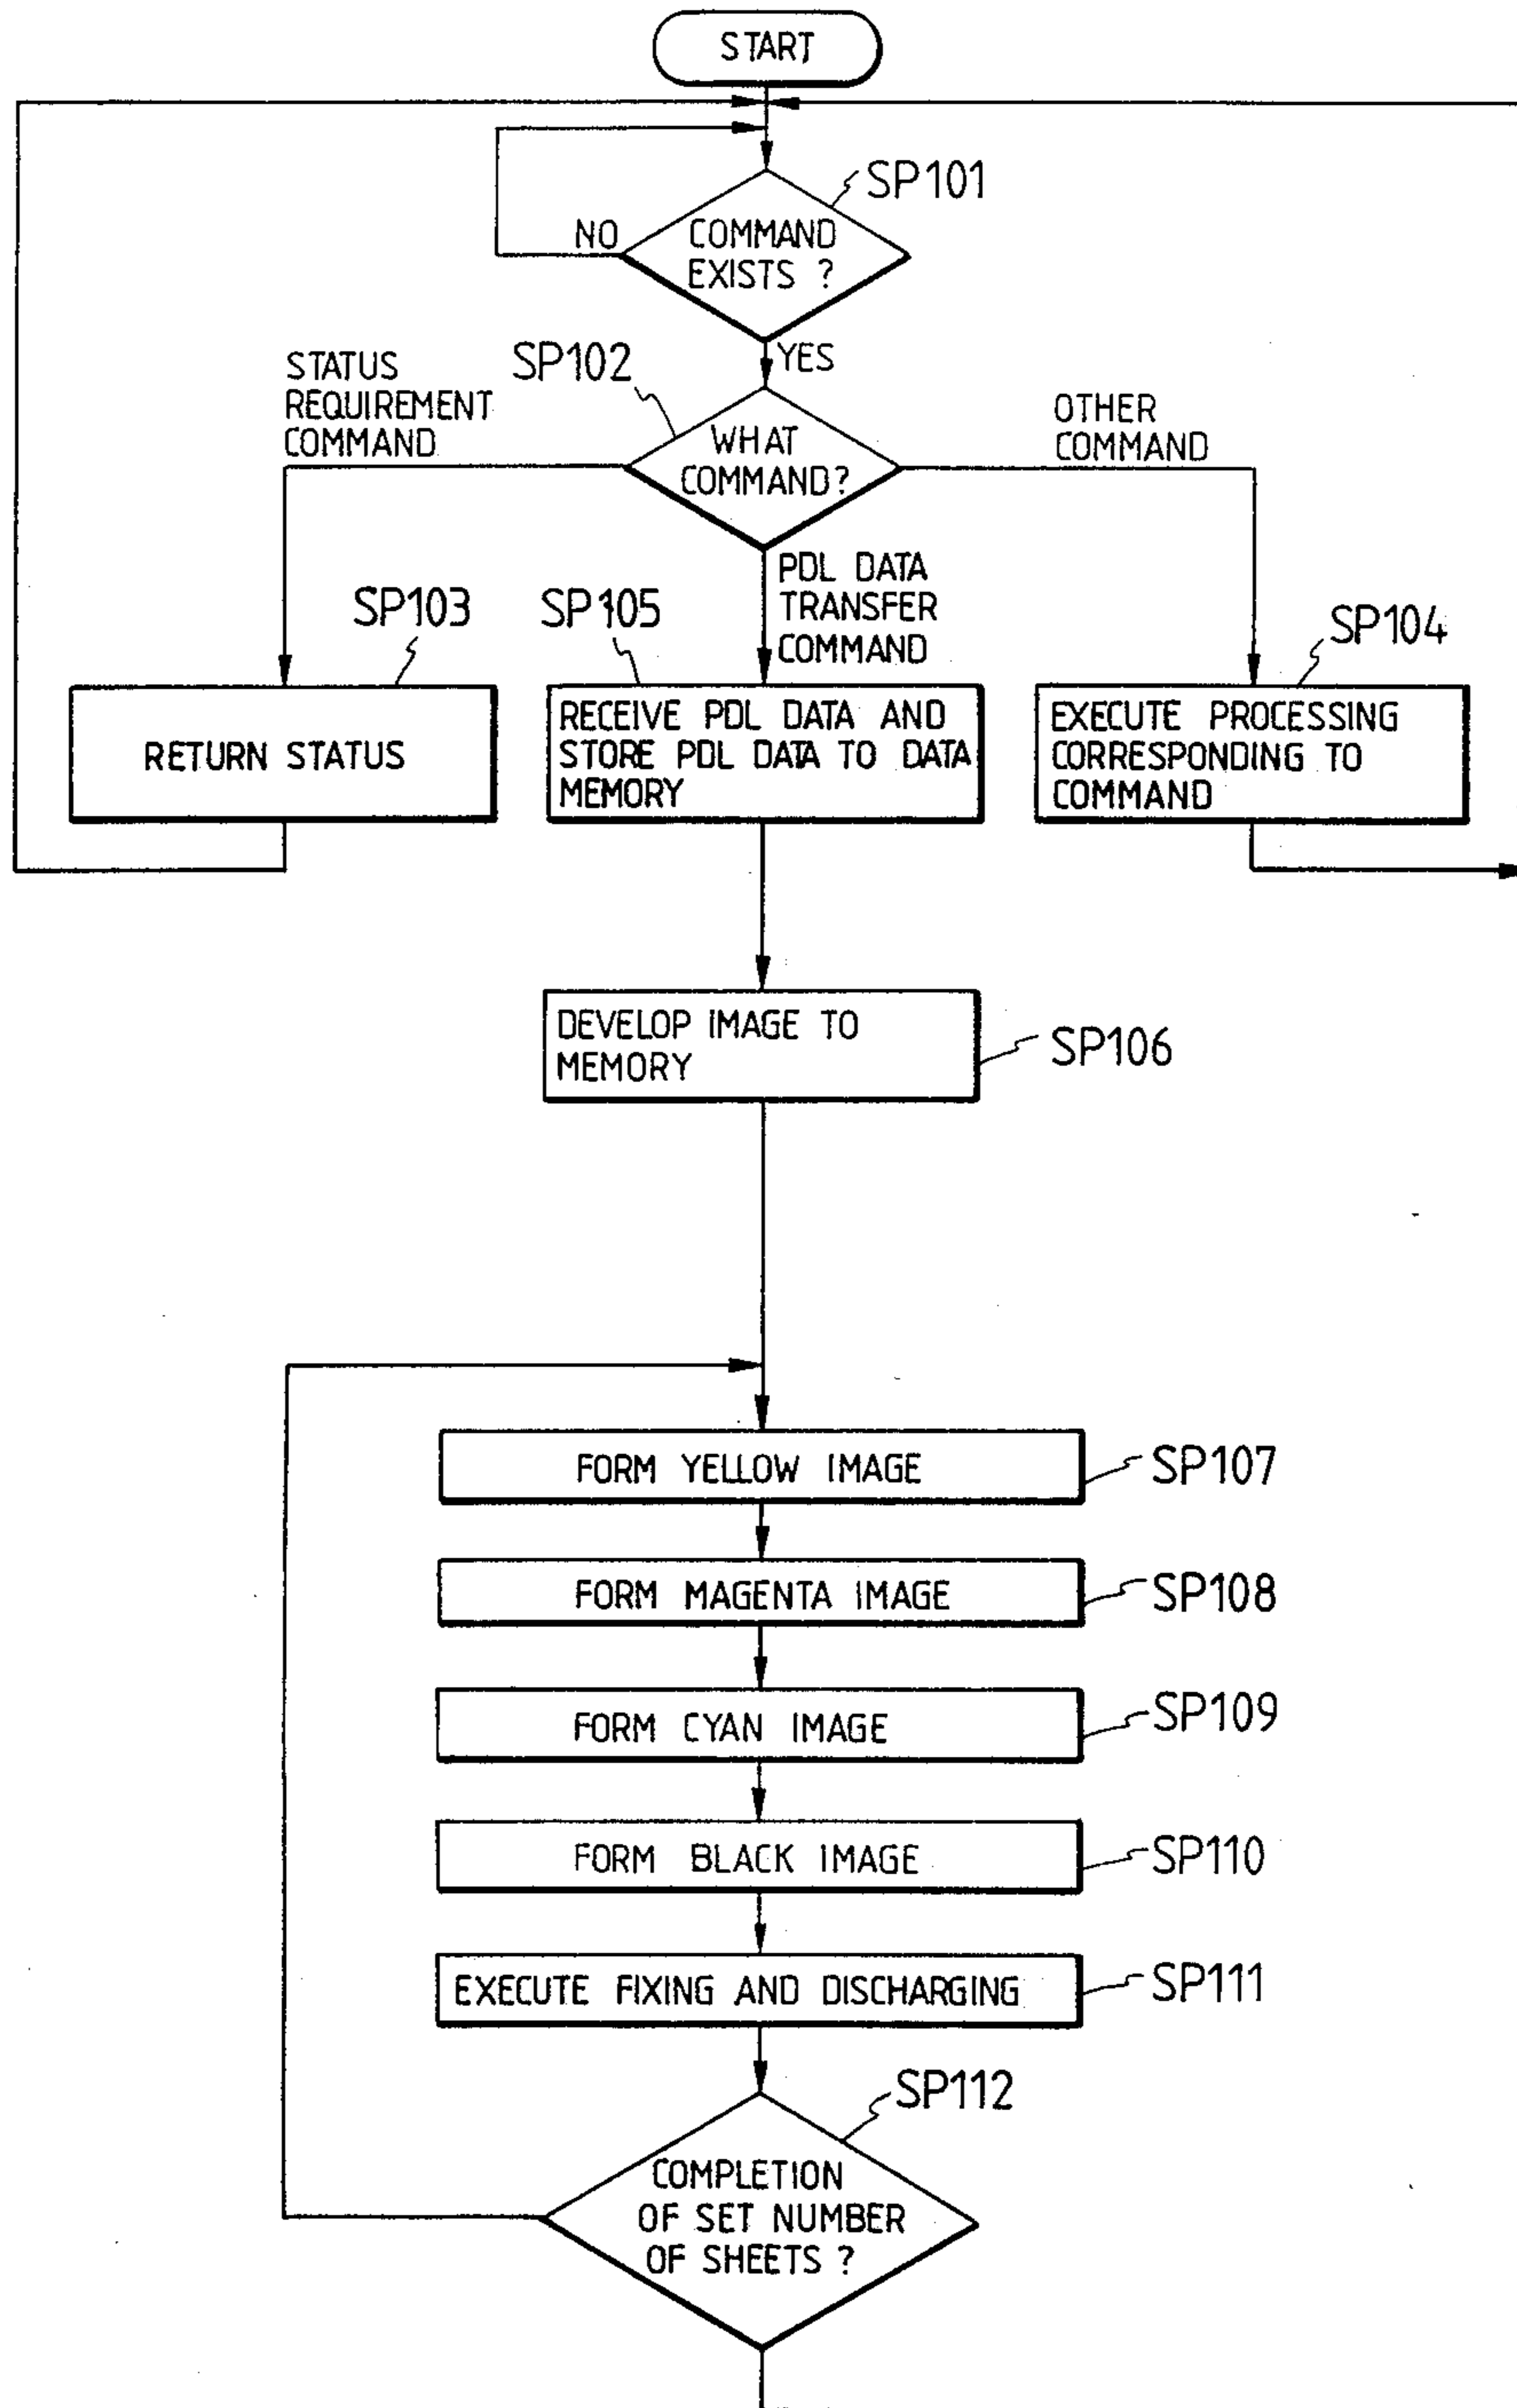 START
SP101
NO
COMMAND
EXISTS ?
YES
SP102
STATUS
REQUIREMENT
COMMAND
WHAT
COMMAND?
OTHER
COMMAND
PDL DATA
TRANSFER
COMMAND
SP103
SP105
SP104
RETURN STATUS
RECEIVE PDL DATA AND
STORE PDL DATA TO DATA
MEMORY
EXECUTE PROCESSING
CORRESPONDING TO
COMMAND
DEVELOP IMAGE TO
MEMORY
SP106
FORM YELLOW IMAGE
SP107
FORM MAGENTA IMAGE
SP108
FORM CYAN IMAGE
SP109
FORM BLACK IMAGE
SP110
EXECUTE FIXING AND DISCHARGING
SP111
SP112
COMPLETION
OF SET NUMBER
OF SHEETS ?